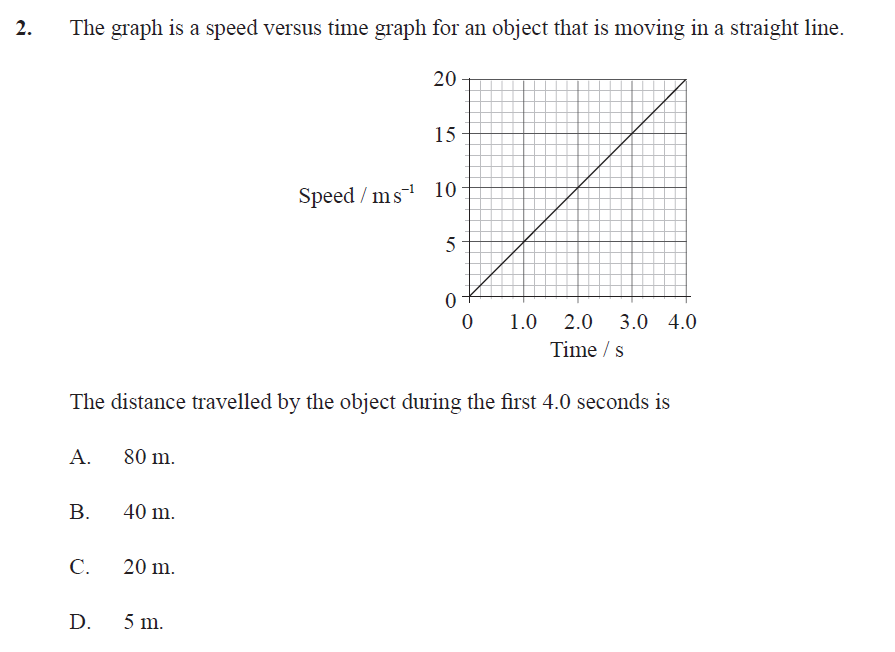 2. The graph is a speed versus time graph for an object that is moving in a straight line.
20
15
Speed / m s⁻¹ 10
5
0
0 1.0 2.0 3.0 4.0
Time / s
The distance travelled by the object during the first 4.0 seconds is
A. 80 m.
B. 40 m.
C. 20 m.
D. 5 m.